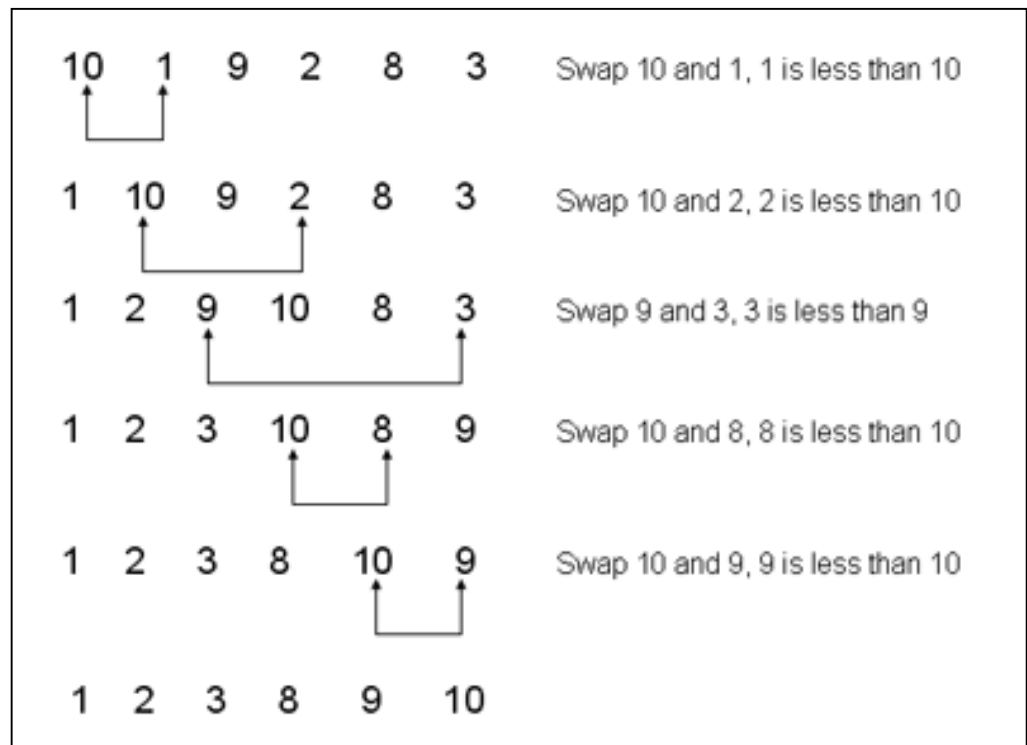 10 1 9 2 8 3 Swap 10 and 1, 1 is less than 10
1 10 9 2 8 3 Swap 10 and 2, 2 is less than 10
1 2 9 10 8 3 Swap 9 and 3, 3 is less than 9
1 2 3 10 8 9 Swap 10 and 8, 8 is less than 10
1 2 3 8 10 9 Swap 10 and 9, 9 is less than 10
1 2 3 8 9 10